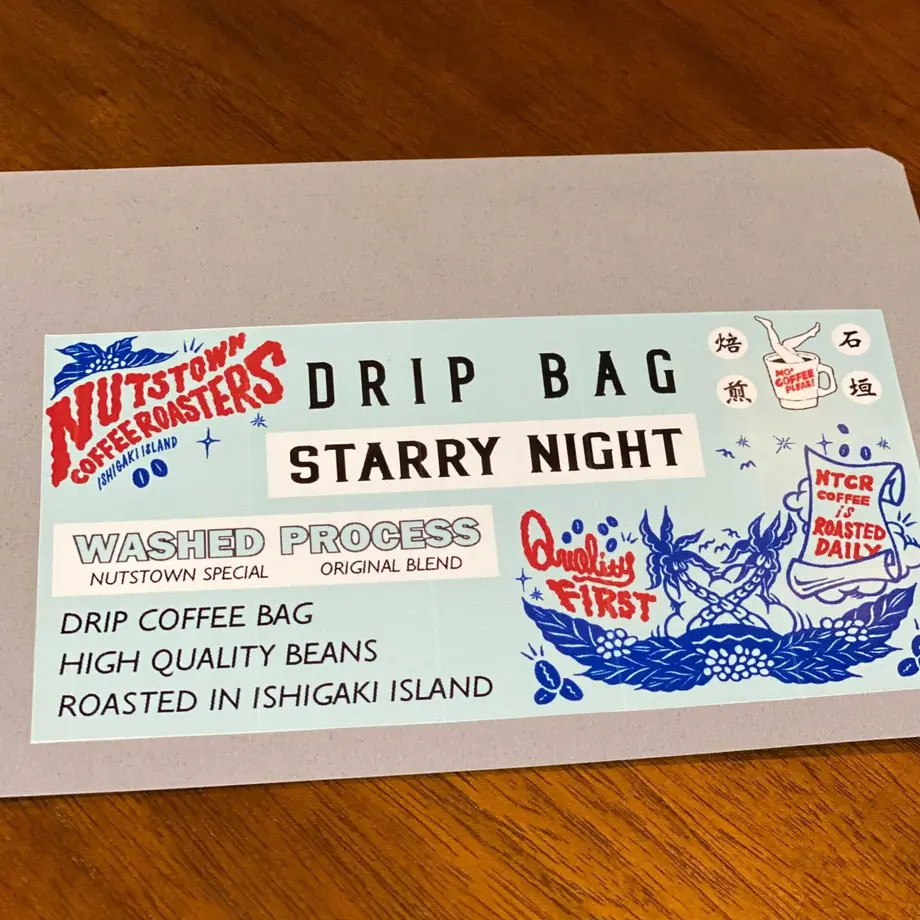 NUTSTOWN
COFFEE ROASTERS
ISHIGAKI ISLAND
DRIP BAG
STARRY NIGHT
焙煎
石垣
MO'
COFFEE
PLEASE!
WASHED PROCESS
NUTSTOWN SPECIAL ORIGINAL BLEND
DRIP COFFEE BAG
HIGH QUALITY BEANS
ROASTED IN ISHIGAKI ISLAND
Quality
FIRST
NTCR
COFFEE
is
ROASTED
DAILY